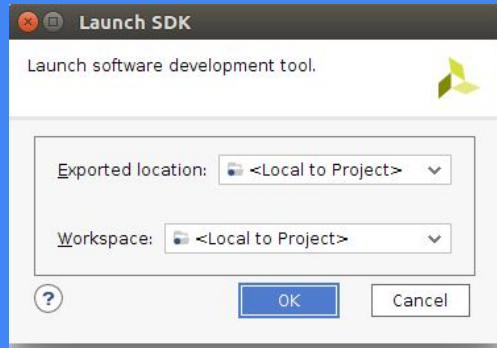 Launch SDK
Launch software development tool.
Exported location: <Local to Project>
Workspace: <Local to Project>
?
OK
Cancel